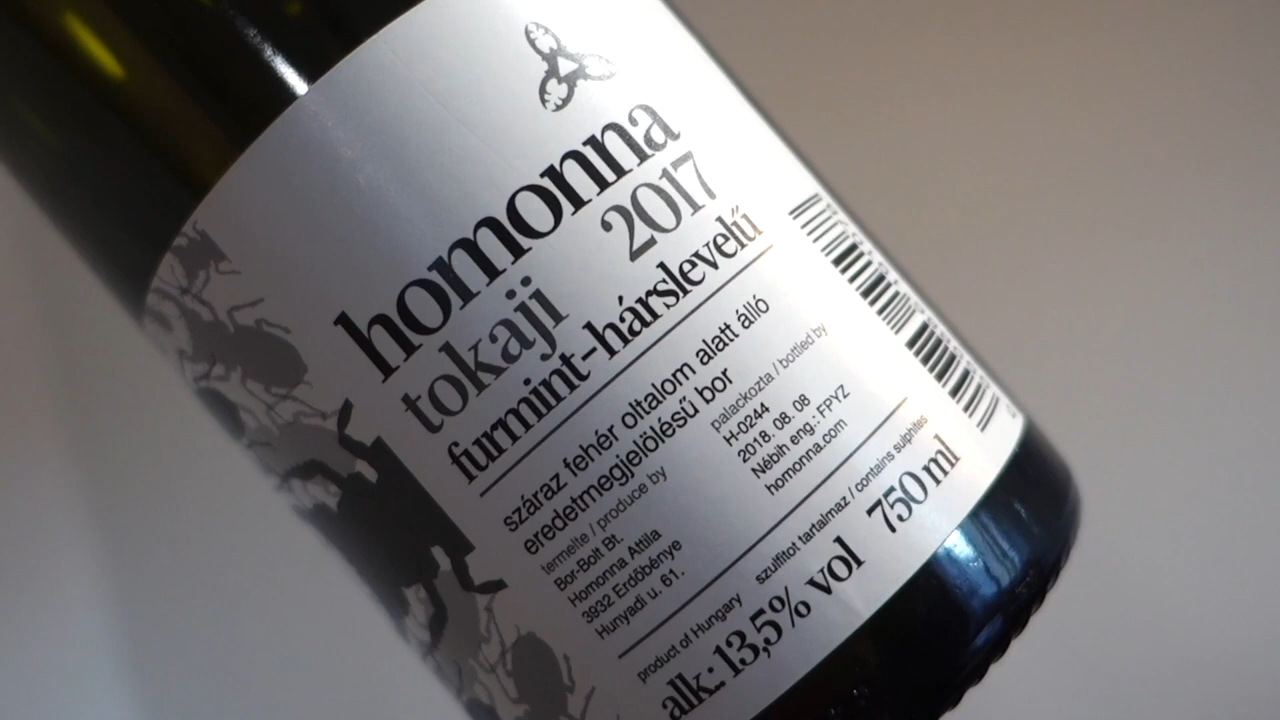 homonna
tokaji 2017
furmint-hárslevelű
száraz fehér oltalom alatt álló
eredetmegjelölésű bor
termelte / produce by
Bor-Bolt Bt.
Homonna Attila
3932 Erdőbénye
Hunyadi u. 61.
palackozta / bottled by
H-0244
2018. 08. 08
Nébih eng.: FPYZ
homonna.com
product of Hungary szulfitot tartalmaz / contains sulphites
alk.: 13,5% vol 750 ml